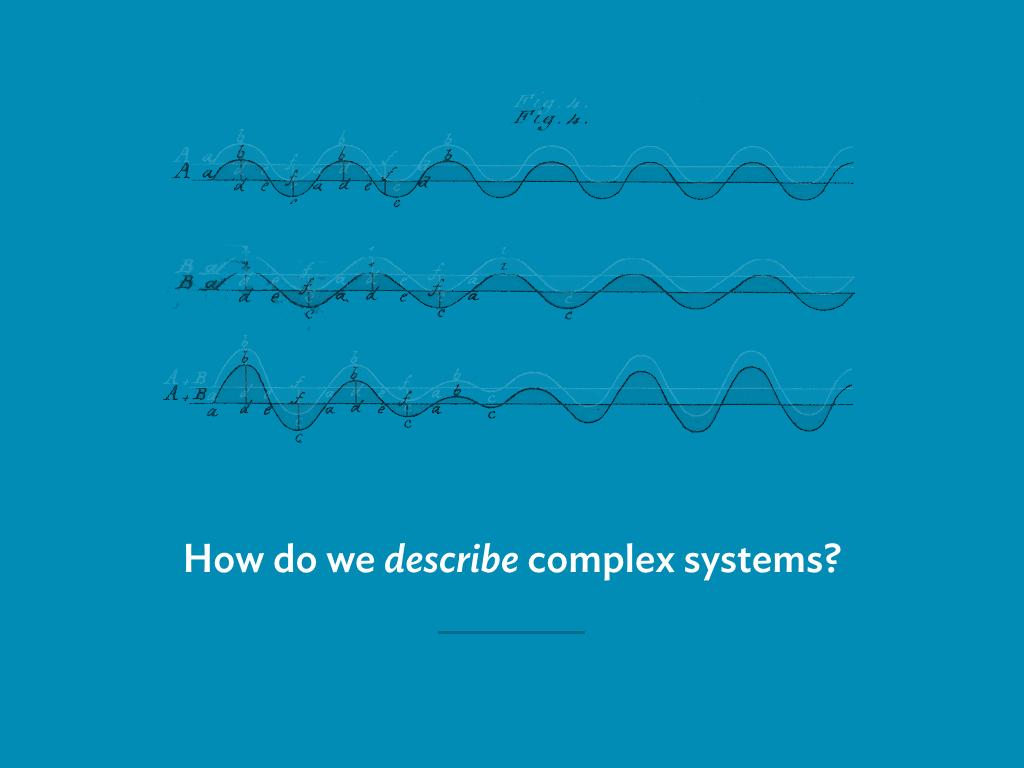 Fig. 4.
A a b d e f c a b d e f c a b
B a d e f c a d e f c a c
A + B a b d e f c a b d e f c a b c
How do we describe complex systems?